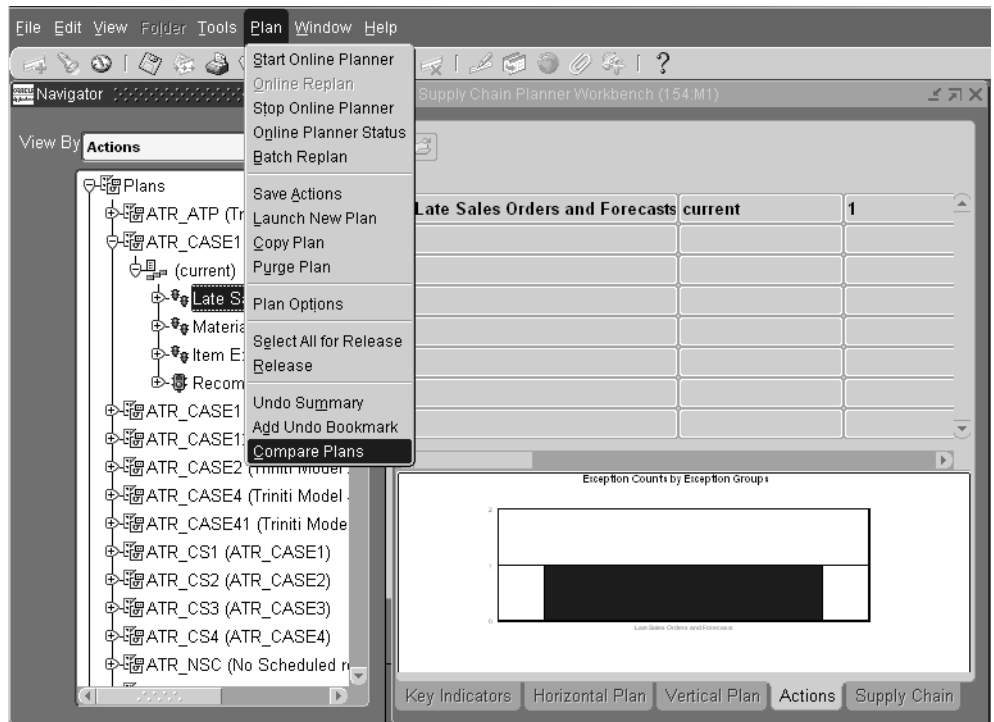 File Edit View Folder Tools Plan Window Help
Navigator
Supply Chain Planner Workbench (154:M1)
View By Actions
Start Online Planner
Online Replan
Stop Online Planner
Online Planner Status
Batch Replan
Save Actions
Launch New Plan
Copy Plan
Purge Plan
Plan Options
Select All for Release
Release
Undo Summary
Add Undo Bookmark
Compare Plans
Plans
ATR_ATP (Tr
ATR_CASE1
(current)
Late S
Materia
Item E
Recom
ATR_CASE1
ATR_CASE1
ATR_CASE2 (Triniti Model
ATR_CASE4 (Triniti Model
ATR_CASE41 (Triniti Mode
ATR_CS1 (ATR_CASE1)
ATR_CS2 (ATR_CASE2)
ATR_CS3 (ATR_CASE3)
ATR_CS4 (ATR_CASE4)
ATR_NSC (No Scheduled r
Late Sales Orders and Forecasts current 1
Exception Counts by Exception Groups
2
1
0
Late Sales Orders and Forecasts
Key Indicators Horizontal Plan Vertical Plan Actions Supply Chain